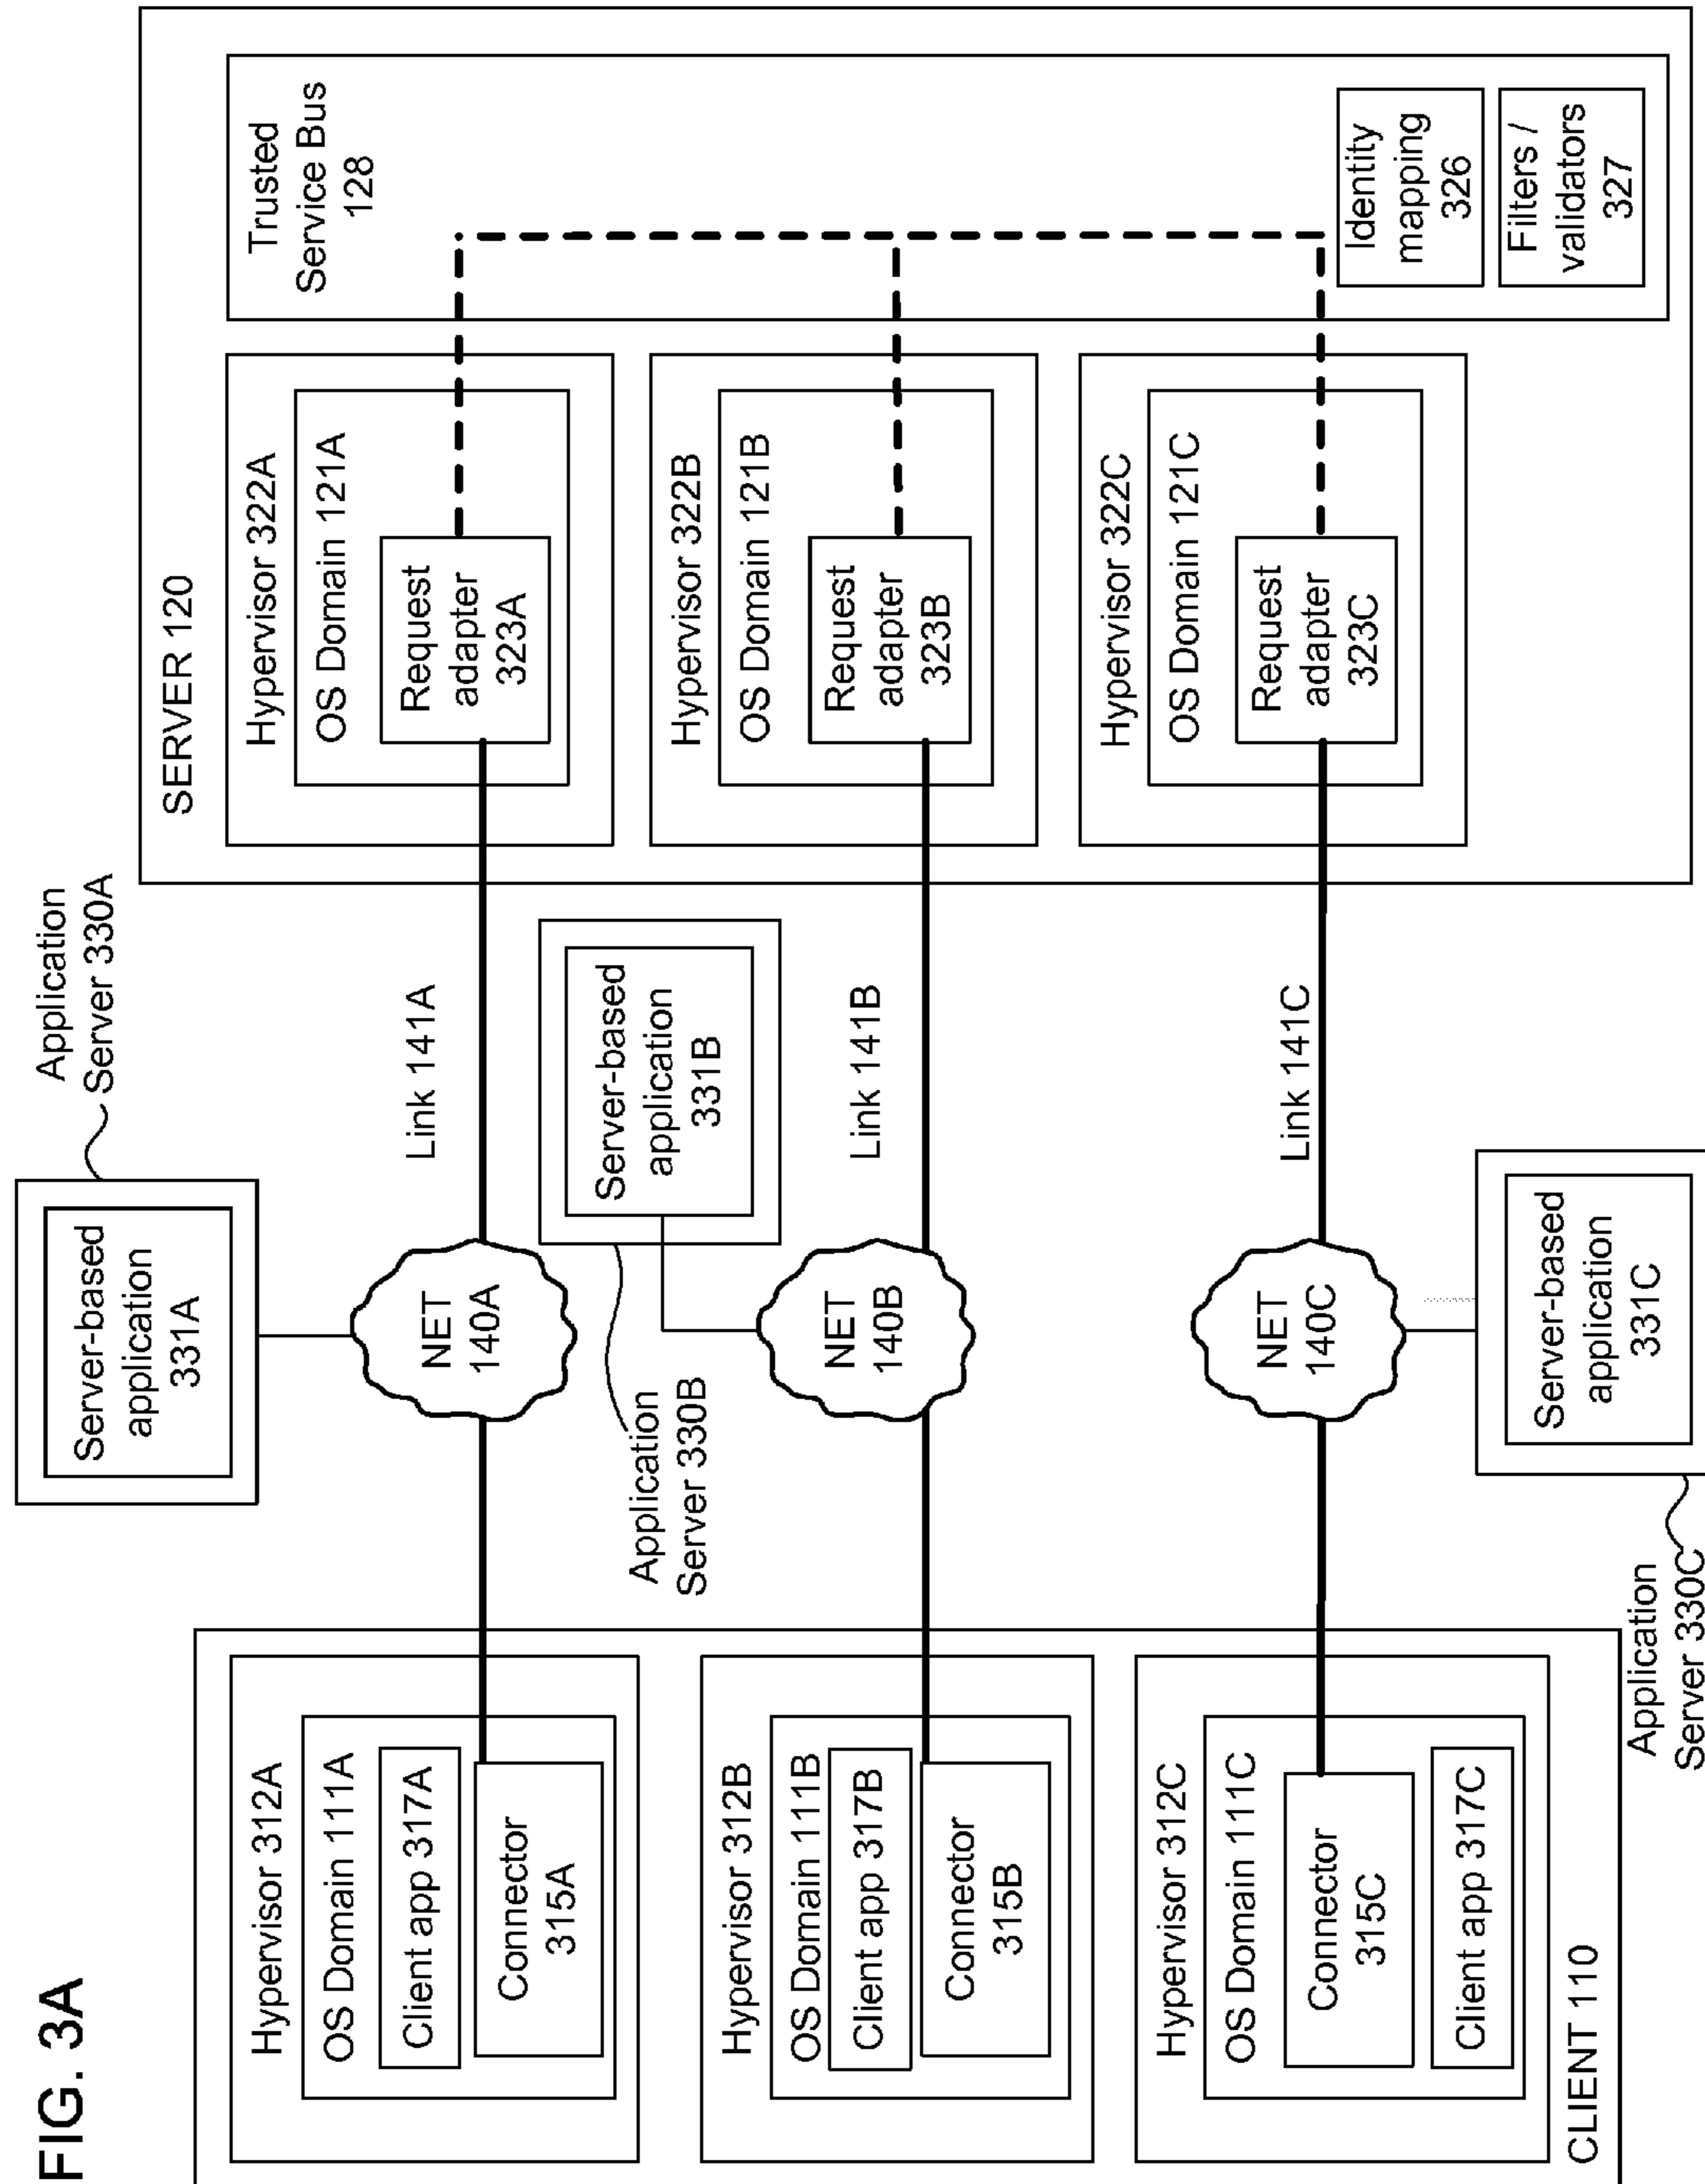 FIG. 3A
Hypervisor 312A
OS Domain 111A
Client app 317A
Connector
315A
Hypervisor 312B
OS Domain 111B
Client app 317B
Connector
315B
Hypervisor 312C
OS Domain 111C
Connector
315C
Client app 317C
CLIENT 110
Server-based
application
331A
Application
Server 330A
NET
140A
Link 141A
Server-based
application
331B
Application
Server 330B
NET
140B
Link 141B
NET
140C
Link 141C
Server-based
application
331C
Application
Server 330C
SERVER 120
Hypervisor 322A
OS Domain 121A
Request
adapter
323A
Hypervisor 322B
OS Domain 121B
Request
adapter
323B
Hypervisor 322C
OS Domain 121C
Request
adapter
323C
Trusted
Service Bus
128
Identity
mapping
326
Filters /
validators
327